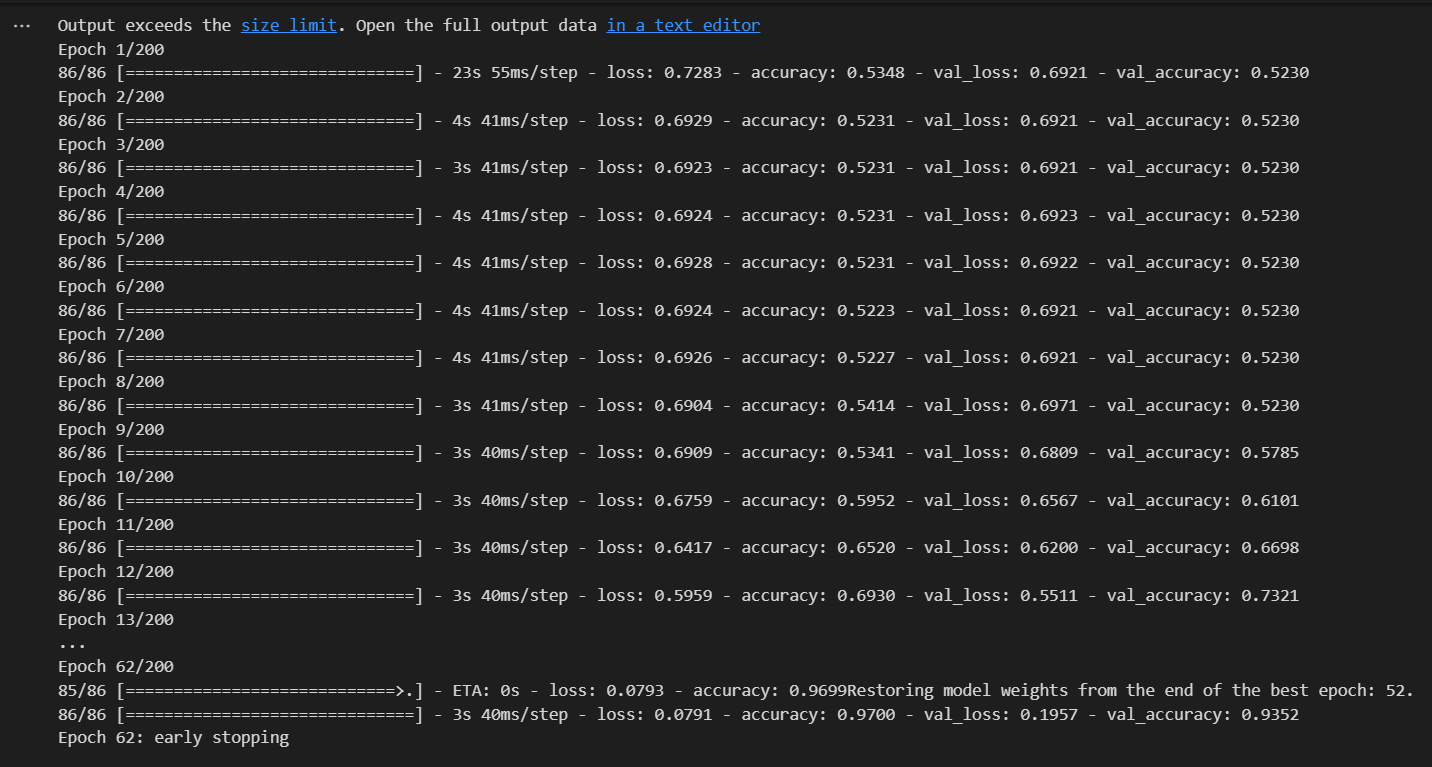 ... Output exceeds the size limit. Open the full output data in a text editor
Epoch 1/200
86/86 [==============================] - 23s 55ms/step - loss: 0.7283 - accuracy: 0.5348 - val_loss: 0.6921 - val_accuracy: 0.5230
Epoch 2/200
86/86 [==============================] - 4s 41ms/step - loss: 0.6929 - accuracy: 0.5231 - val_loss: 0.6921 - val_accuracy: 0.5230
Epoch 3/200
86/86 [==============================] - 3s 41ms/step - loss: 0.6923 - accuracy: 0.5231 - val_loss: 0.6921 - val_accuracy: 0.5230
Epoch 4/200
86/86 [==============================] - 4s 41ms/step - loss: 0.6924 - accuracy: 0.5231 - val_loss: 0.6923 - val_accuracy: 0.5230
Epoch 5/200
86/86 [==============================] - 4s 41ms/step - loss: 0.6928 - accuracy: 0.5231 - val_loss: 0.6922 - val_accuracy: 0.5230
Epoch 6/200
86/86 [==============================] - 4s 41ms/step - loss: 0.6924 - accuracy: 0.5223 - val_loss: 0.6921 - val_accuracy: 0.5230
Epoch 7/200
86/86 [==============================] - 4s 41ms/step - loss: 0.6926 - accuracy: 0.5227 - val_loss: 0.6921 - val_accuracy: 0.5230
Epoch 8/200
86/86 [==============================] - 3s 41ms/step - loss: 0.6904 - accuracy: 0.5414 - val_loss: 0.6971 - val_accuracy: 0.5230
Epoch 9/200
86/86 [==============================] - 3s 40ms/step - loss: 0.6909 - accuracy: 0.5341 - val_loss: 0.6809 - val_accuracy: 0.5785
Epoch 10/200
86/86 [==============================] - 3s 40ms/step - loss: 0.6759 - accuracy: 0.5952 - val_loss: 0.6567 - val_accuracy: 0.6101
Epoch 11/200
86/86 [==============================] - 3s 40ms/step - loss: 0.6417 - accuracy: 0.6520 - val_loss: 0.6200 - val_accuracy: 0.6698
Epoch 12/200
86/86 [==============================] - 3s 40ms/step - loss: 0.5959 - accuracy: 0.6930 - val_loss: 0.5511 - val_accuracy: 0.7321
Epoch 13/200
...
Epoch 62/200
85/86 [============================>.] - ETA: 0s - loss: 0.0793 - accuracy: 0.9699Restoring model weights from the end of the best epoch: 52.
86/86 [==============================] - 3s 40ms/step - loss: 0.0791 - accuracy: 0.9700 - val_loss: 0.1957 - val_accuracy: 0.9352
Epoch 62: early stopping